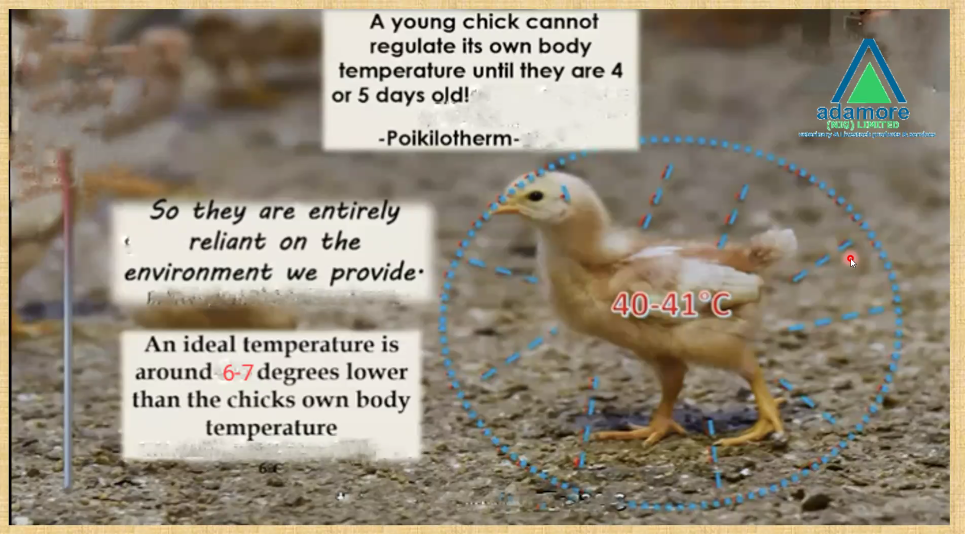 A young chick cannot
regulate its own body
temperature until they are 4
or 5 days old!
-Poikilotherm-
adamore
LIMITED
So they are entirely
reliant on the
environment we provide.
40-41°C
An ideal temperature is
around 6-7 degrees lower
than the chicks own body
temperature